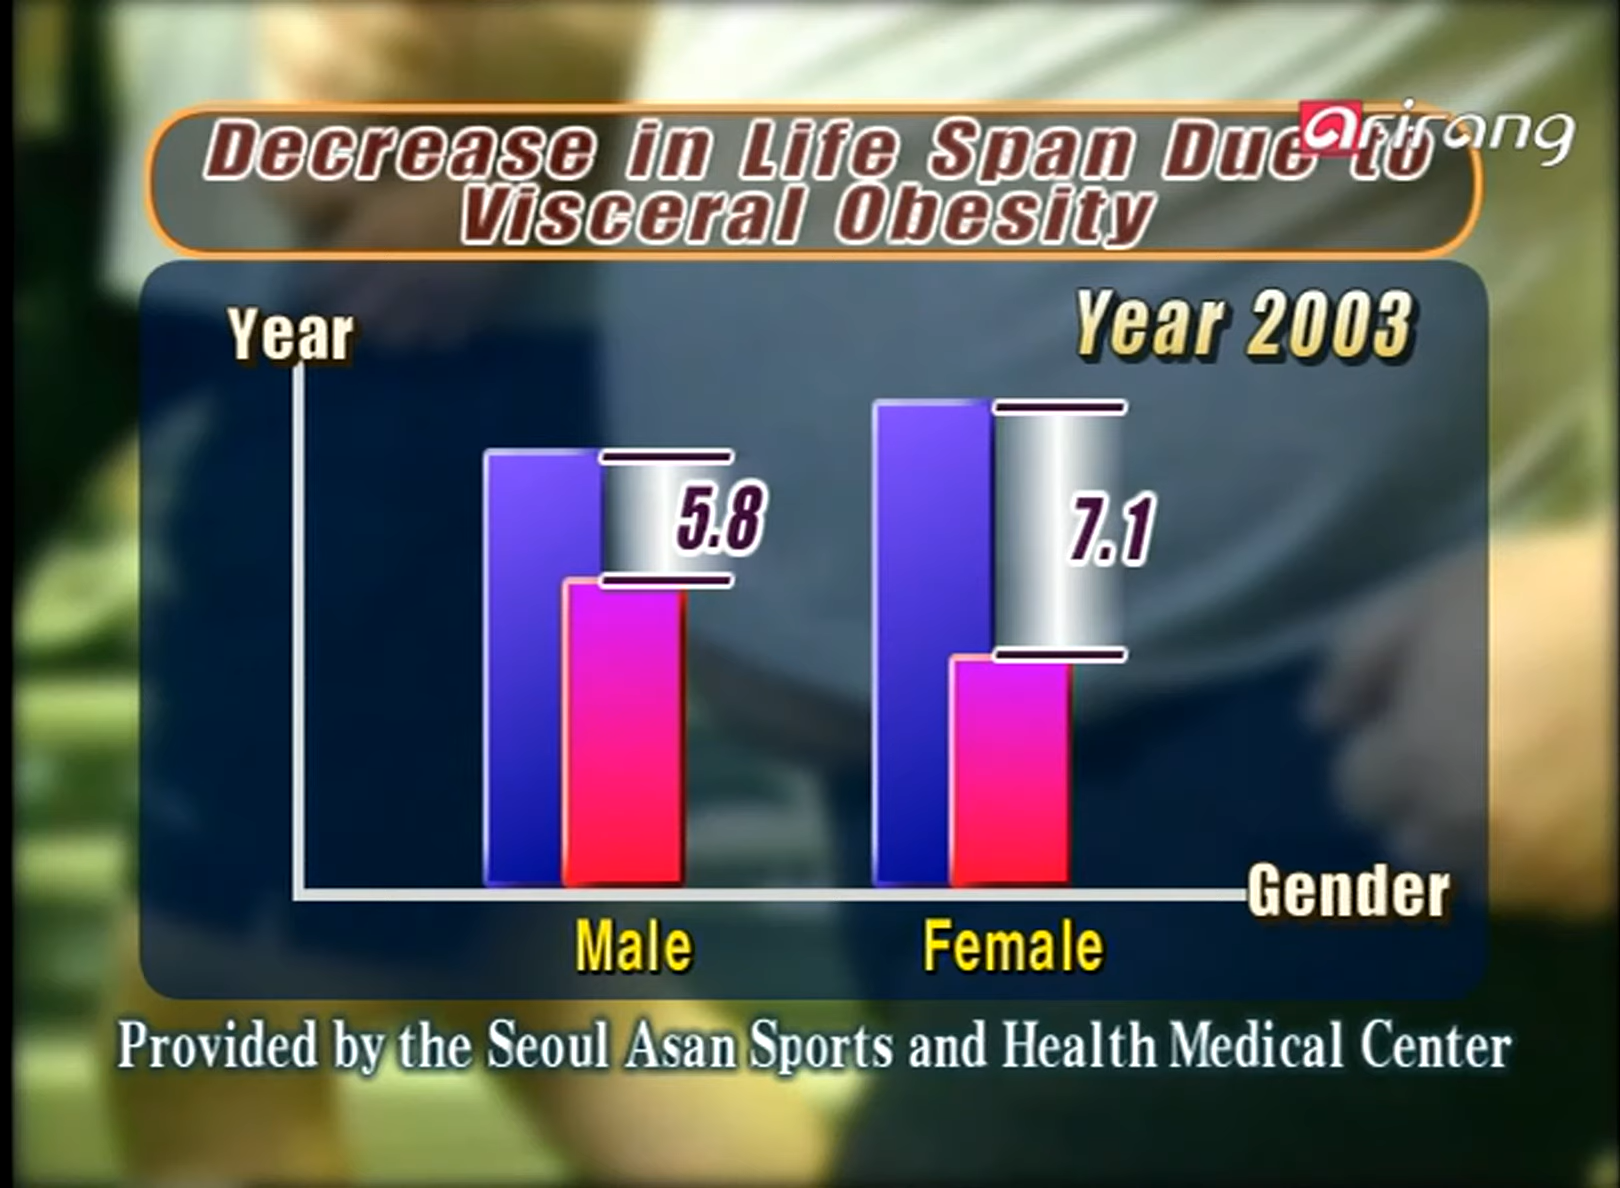 Decrease in Life Span Due to
Visceral Obesity
arirang
Year
Year 2003
5.8
7.1
Gender
Male
Female
Provided by the Seoul Asan Sports and Health Medical Center